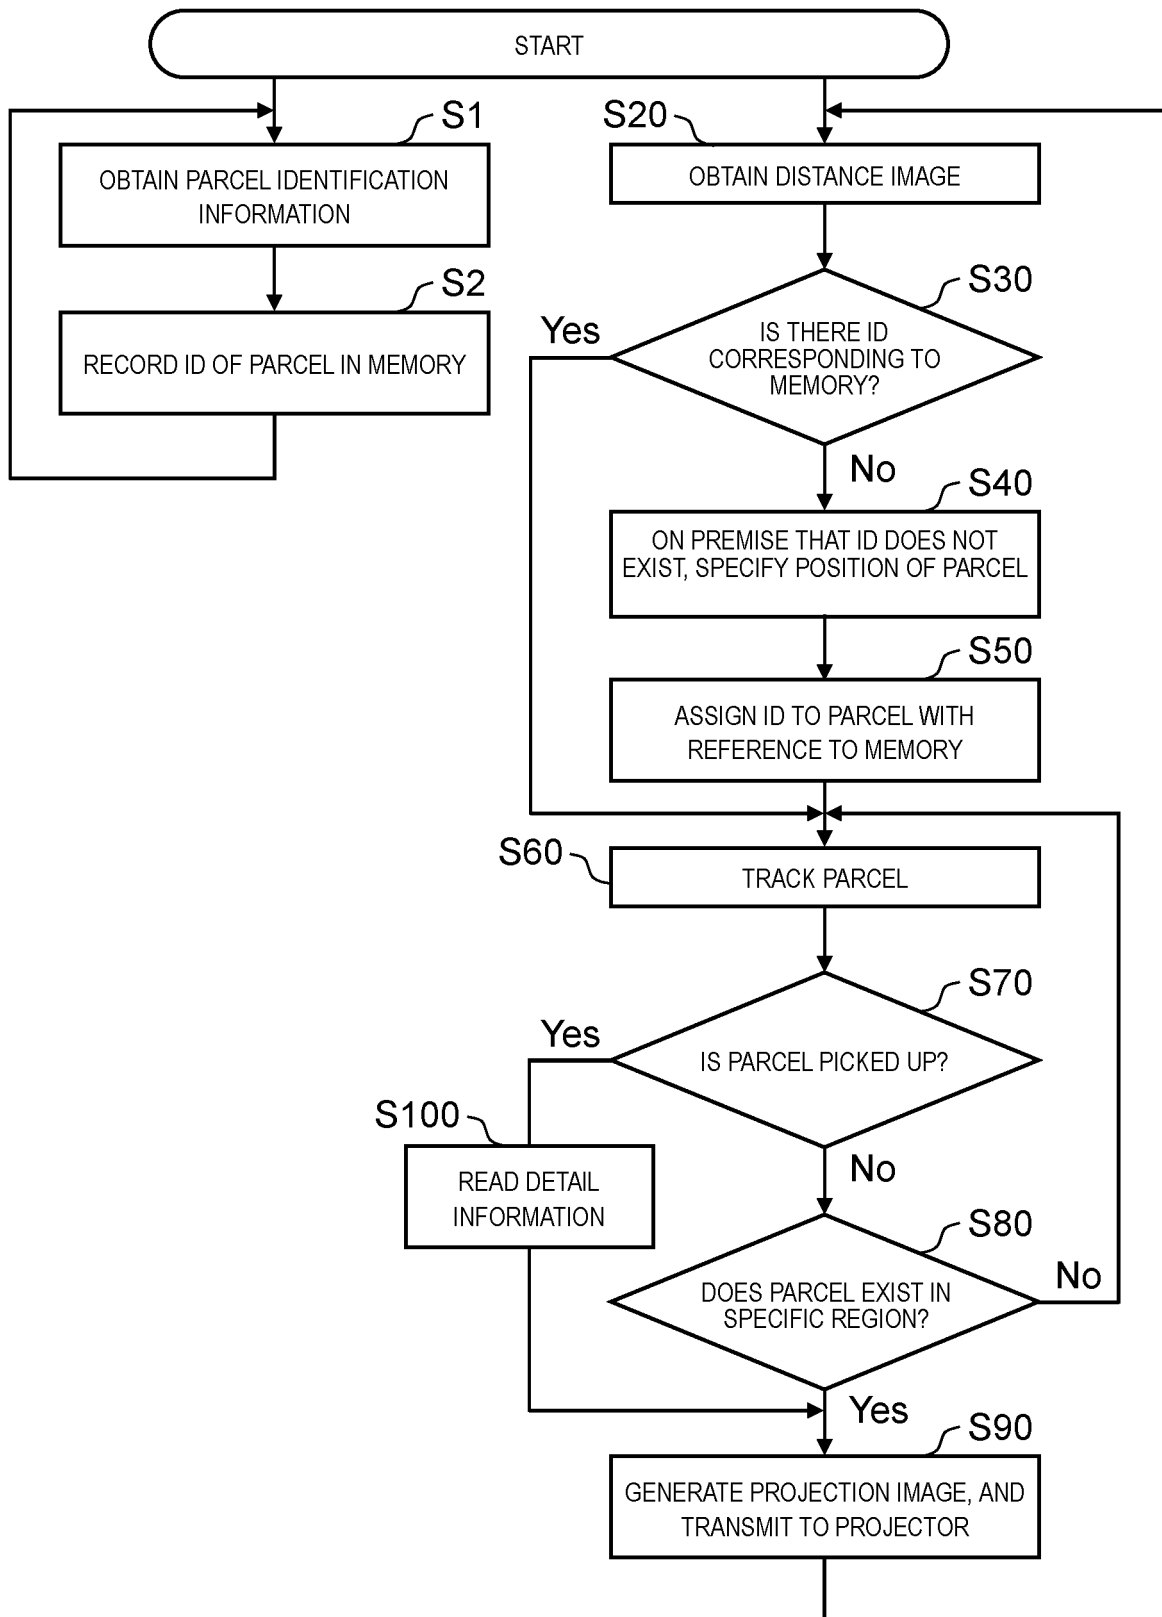 START
S1
OBTAIN PARCEL IDENTIFICATION
INFORMATION
S2
RECORD ID OF PARCEL IN MEMORY
S20
OBTAIN DISTANCE IMAGE
S30
IS THERE ID
CORRESPONDING TO
MEMORY?
Yes
No
S40
ON PREMISE THAT ID DOES NOT
EXIST, SPECIFY POSITION OF PARCEL
S50
ASSIGN ID TO PARCEL WITH
REFERENCE TO MEMORY
S60
TRACK PARCEL
S70
IS PARCEL PICKED UP?
Yes
No
S100
READ DETAIL
INFORMATION
S80
DOES PARCEL EXIST IN
SPECIFIC REGION?
No
Yes
S90
GENERATE PROJECTION IMAGE, AND
TRANSMIT TO PROJECTOR